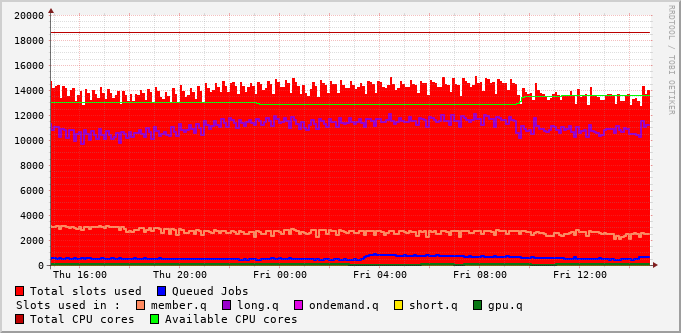 RRDTOOL / TOBI OETIKER
20000
18000
16000
14000
12000
10000
8000
6000
4000
2000
0
Thu 16:00 Thu 20:00 Fri 00:00 Fri 04:00 Fri 08:00 Fri 12:00
Total slots used Queued Jobs
Slots used in : member.q long.q ondemand.q short.q gpu.q
Total CPU cores Available CPU cores